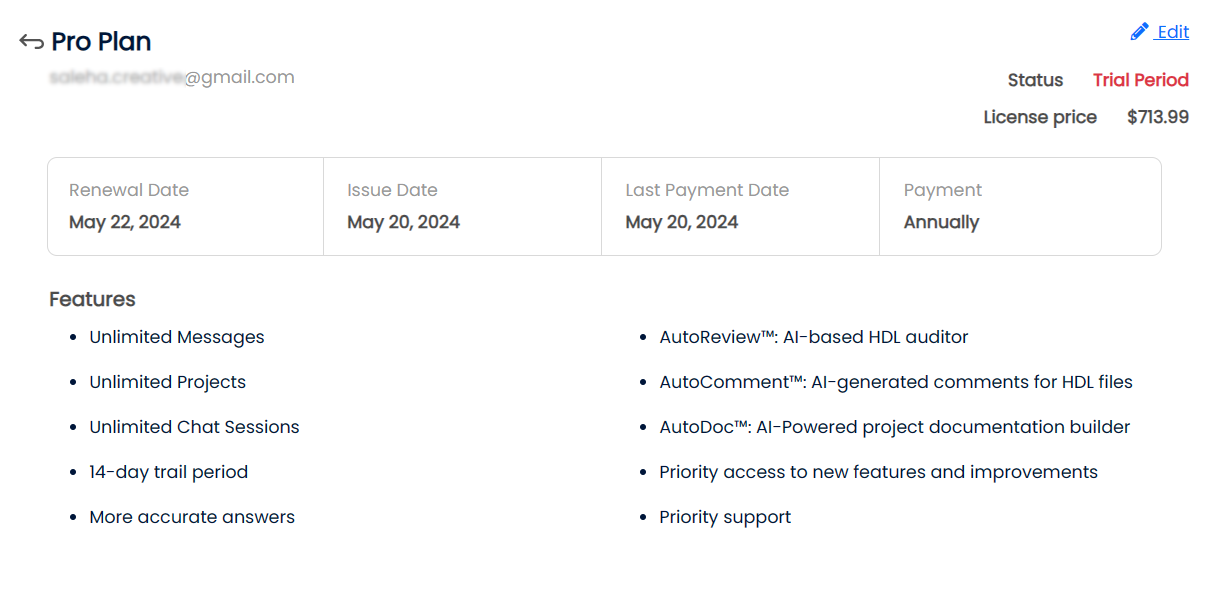 Pro Plan
Edit
@gmail.com
Status Trial Period
License price $713.99
Renewal Date
May 22, 2024
Issue Date
May 20, 2024
Last Payment Date
May 20, 2024
Payment
Annually
Features
Unlimited Messages
Unlimited Projects
Unlimited Chat Sessions
14-day trail period
More accurate answers
AutoReview™: AI-based HDL auditor
AutoComment™: AI-generated comments for HDL files
AutoDoc™: AI-Powered project documentation builder
Priority access to new features and improvements
Priority support